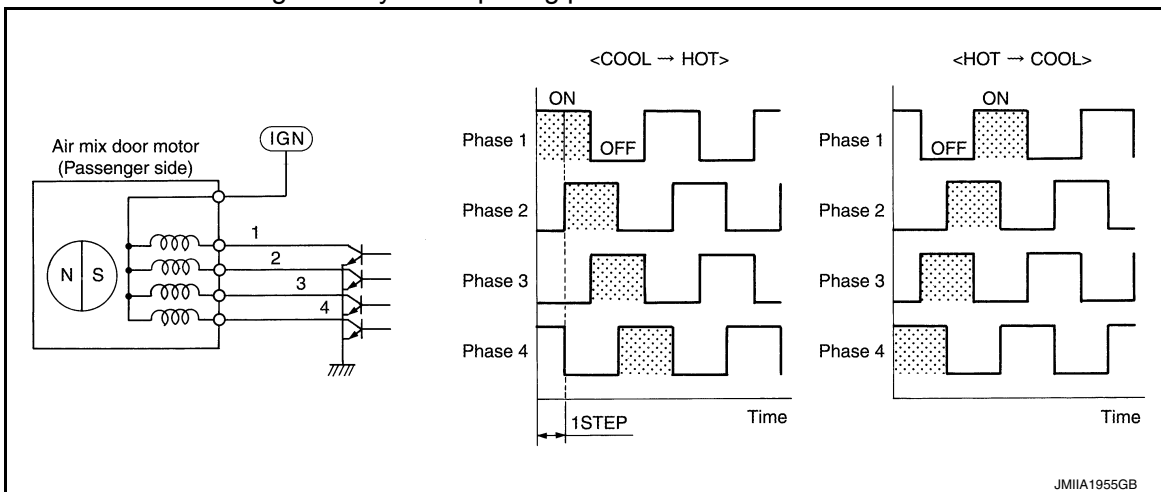 IGN
Air mix door motor
(Passenger side)
N S
1
2
3
4
<COOL → HOT>
ON
Phase 1
OFF
Phase 2
Phase 3
Phase 4
Time
1STEP
<HOT → COOL>
ON
Phase 1
OFF
Phase 2
Phase 3
Phase 4
Time
JMIIA1955GB